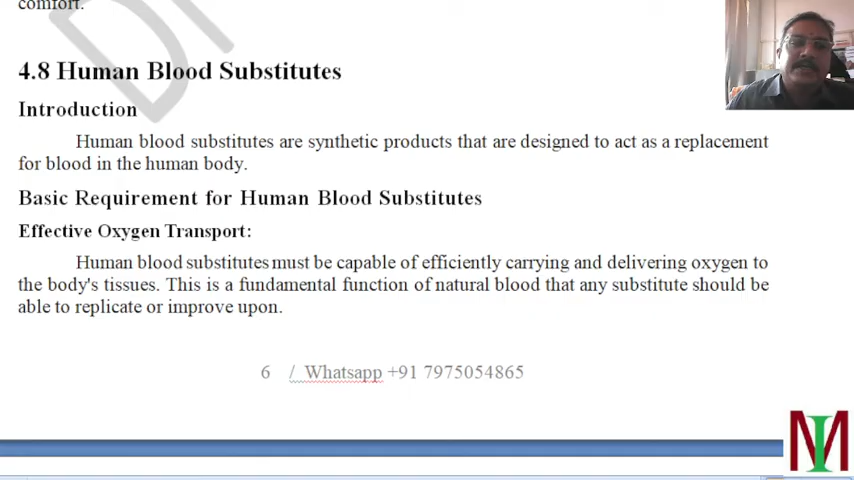 comfort.
4.8 Human Blood Substitutes
Introduction
Human blood substitutes are synthetic products that are designed to act as a replacement
for blood in the human body.
Basic Requirement for Human Blood Substitutes
Effective Oxygen Transport:
Human blood substitutes must be capable of efficiently carrying and delivering oxygen to
the body's tissues. This is a fundamental function of natural blood that any substitute should be
able to replicate or improve upon.
6 / Whatsapp +91 7975054865
MI